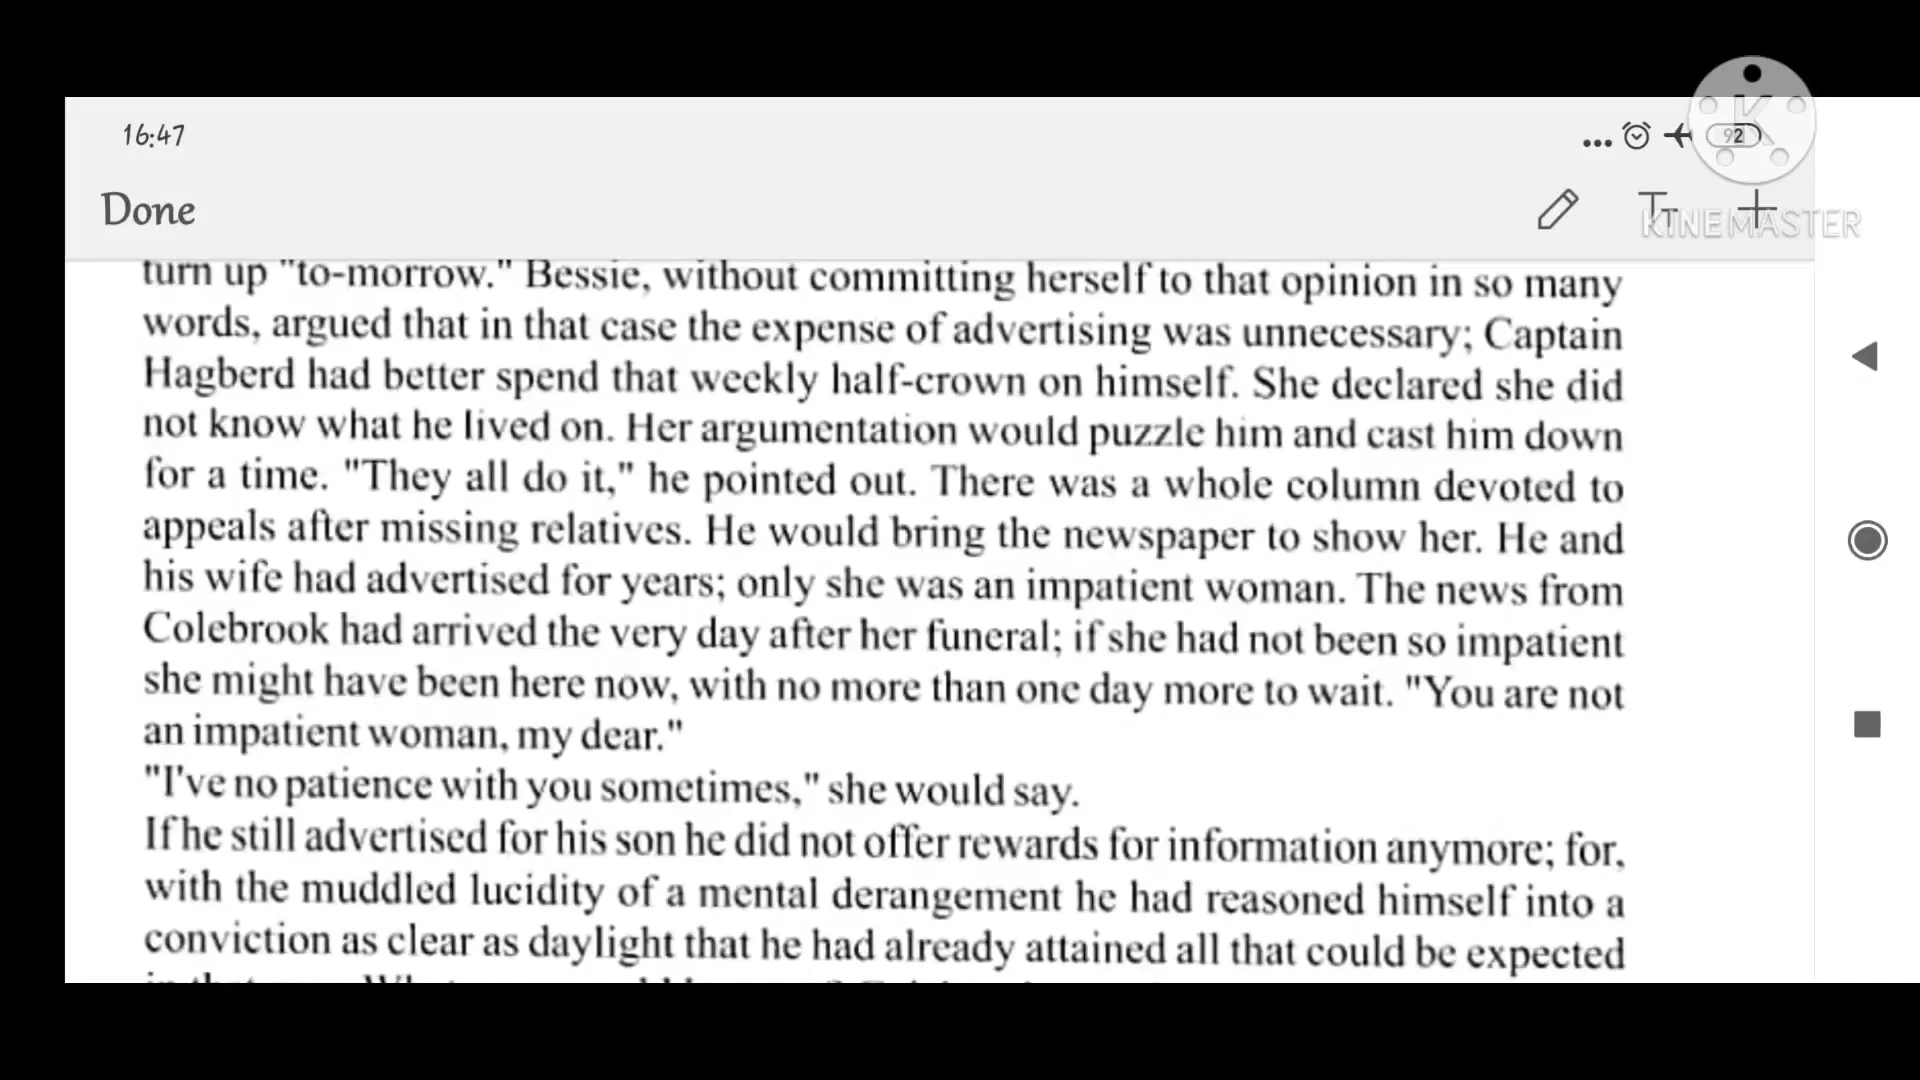 16:47
92
Done
TT
KINEMASTER
turn up "to-morrow." Bessie, without committing herself to that opinion in so many
words, argued that in that case the expense of advertising was unnecessary; Captain
Hagberd had better spend that weekly half-crown on himself. She declared she did
not know what he lived on. Her argumentation would puzzle him and cast him down
for a time. "They all do it," he pointed out. There was a whole column devoted to
appeals after missing relatives. He would bring the newspaper to show her. He and
his wife had advertised for years; only she was an impatient woman. The news from
Colebrook had arrived the very day after her funeral; if she had not been so impatient
she might have been here now, with no more than one day more to wait. "You are not
an impatient woman, my dear."
"I've no patience with you sometimes," she would say.
If he still advertised for his son he did not offer rewards for information anymore; for,
with the muddled lucidity of a mental derangement he had reasoned himself into a
conviction as clear as daylight that he had already attained all that could be expected